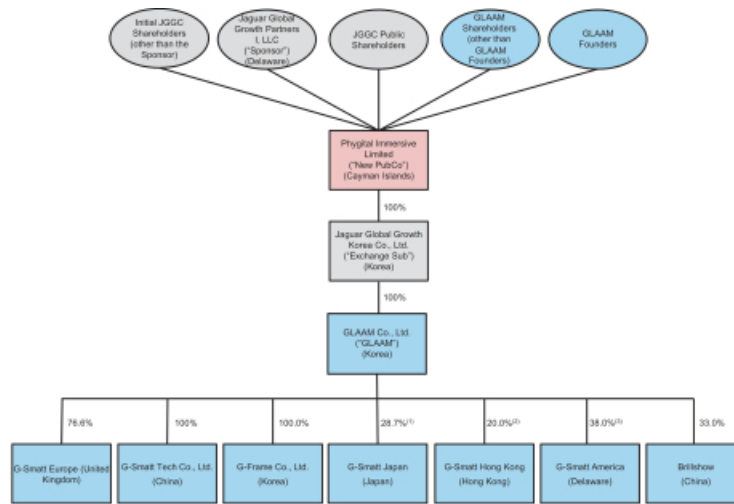 Initial JGGC
Shareholders
(other than the
Sponsor)
Jaguar Global
Growth Partners
I, LLC
("Sponsor")
(Delaware)
JGGC Public
Shareholders
GLAAM
Shareholders
(other than
GLAAM
Founders)
GLAAM
Founders
Phygital Immersive
Limited
("New PubCo")
(Cayman Islands)
100%
Jaguar Global Growth
Korea Co., Ltd.
("Exchange Sub")
(Korea)
100%
GLAAM Co., Ltd.
("GLAAM")
(Korea)
76.6%
100%
100.0%
28.7%(1)
20.0%(2)
38.0%(3)
33.0%
G-Smatt Europe (United
Kingdom)
G-Smatt Tech Co., Ltd.
(China)
G-Frame Co., Ltd.
(Korea)
G-Smatt Japan
(Japan)
G-Smatt Hong Kong
(Hong Kong)
G-Smatt America
(Delaware)
Brillshow
(China)